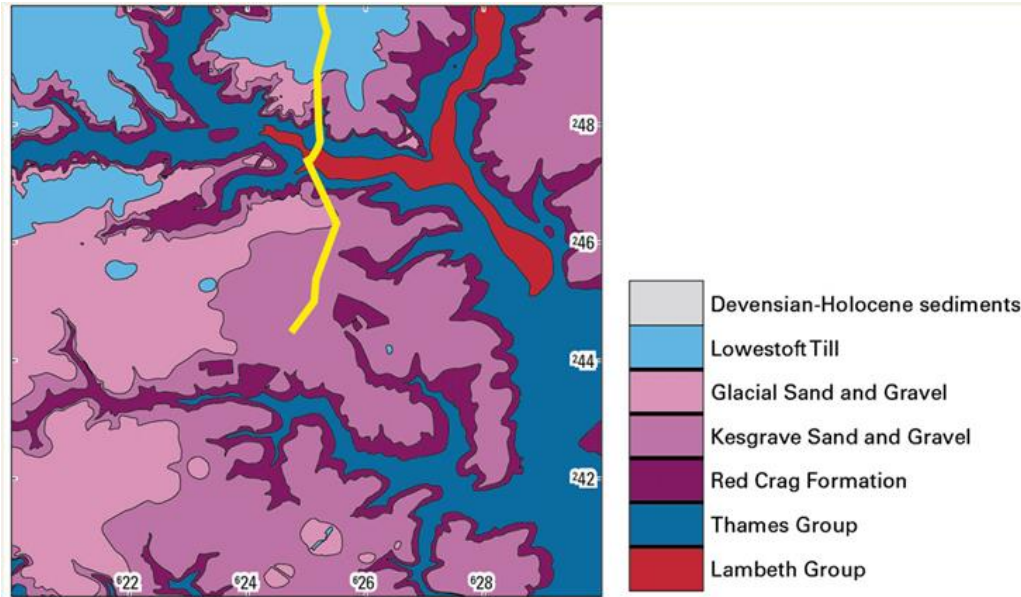 ²48
²46
²44
²42
⁶22
⁶24
⁶26
⁶28
Devensian-Holocene sediments
Lowestoft Till
Glacial Sand and Gravel
Kesgrave Sand and Gravel
Red Crag Formation
Thames Group
Lambeth Group